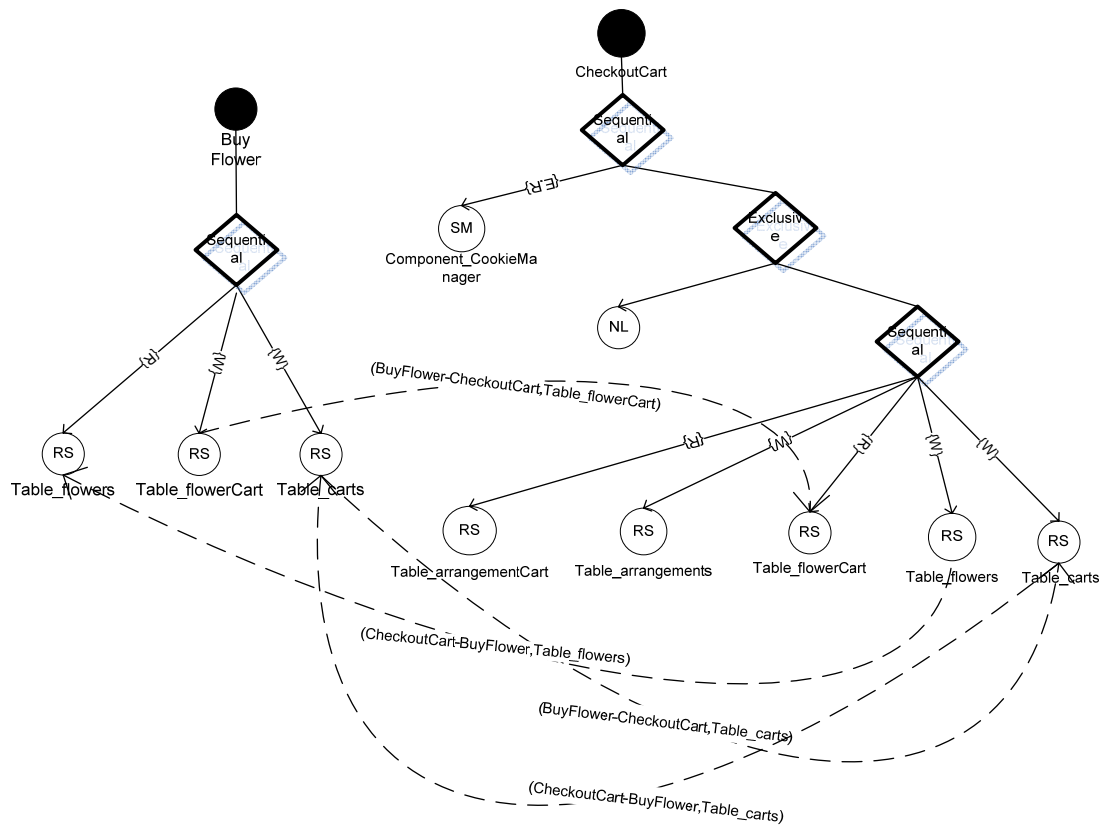 CheckoutCart
Sequenti
al
{E.R}
SM
Component_CookieMa
nager
Exclusiv
e
NL
Sequenti
al
Buy
Flower
Sequenti
al
{R}
{W}
{W}
RS
Table_flowers
RS
Table_flowerCart
RS
Table_carts
(BuyFlower-CheckoutCart,Table_flowerCart)
{R}
{W}
{R}
{W}
{W}
RS
Table_arrangementCart
RS
Table_arrangements
RS
Table_flowerCart
RS
Table_flowers
RS
Table_carts
(CheckoutCart-BuyFlower,Table_flowers)
(BuyFlower-CheckoutCart,Table_carts)
(CheckoutCart-BuyFlower,Table_carts)